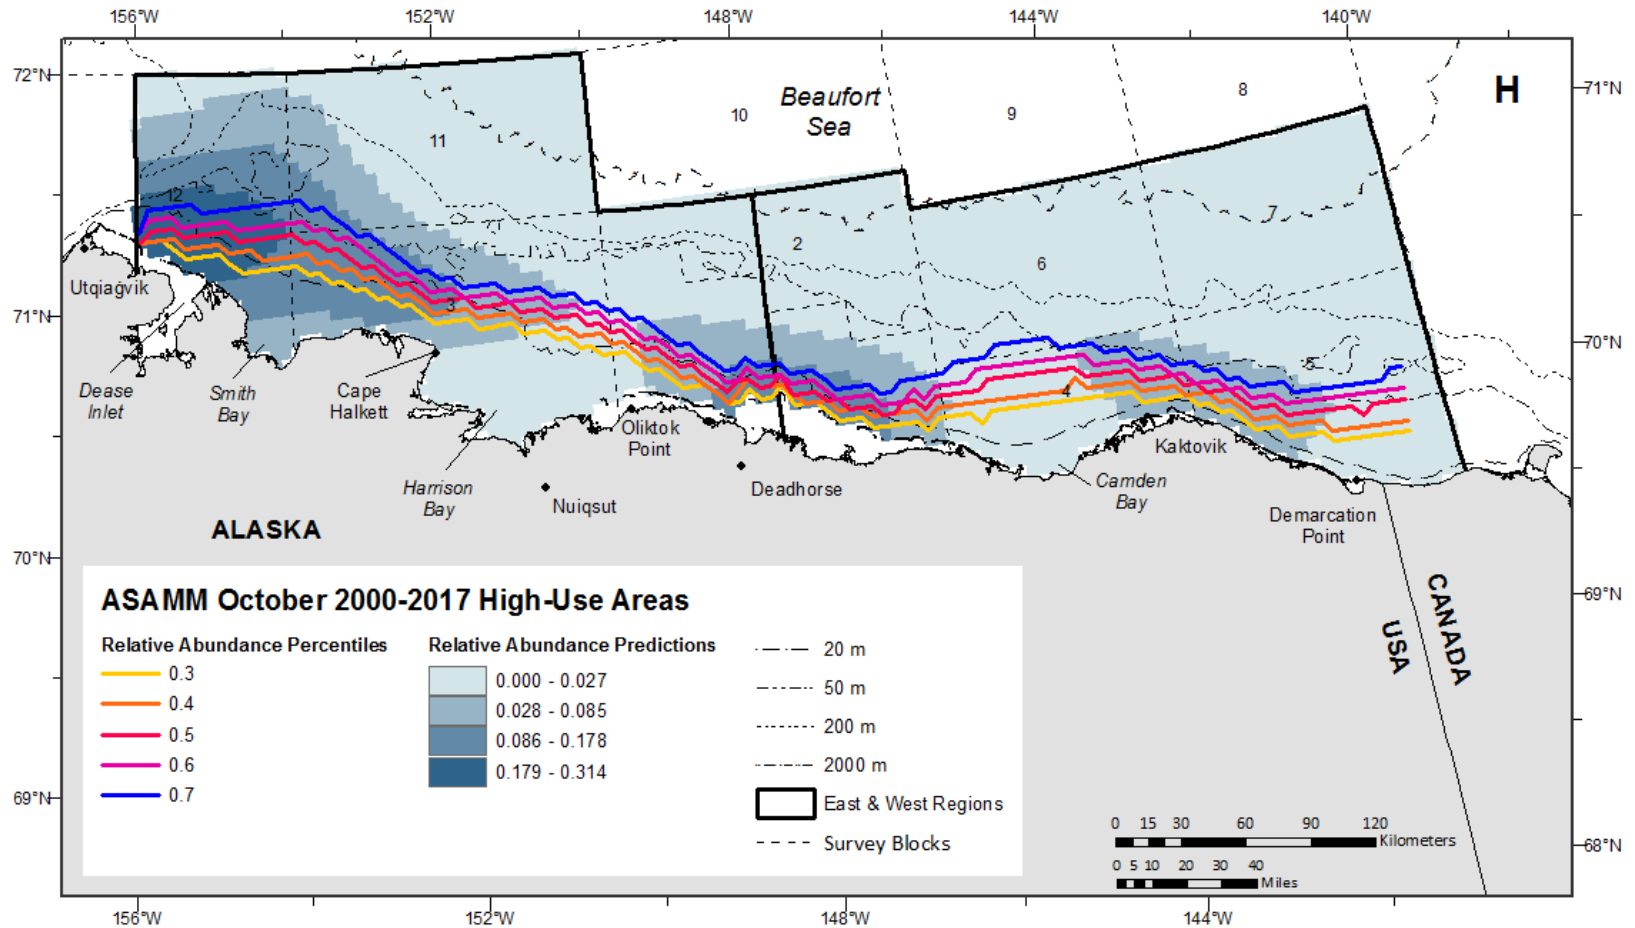 156°W
152°W
148°W
144°W
140°W
72°N
71°N
70°N
69°N
71°N
70°N
69°N
68°N
H
Beaufort
Sea
8
10
9
11
12
7
2
6
3
5
4
Utqiaġvik
Dease
Inlet
Smith
Bay
Cape
Halkett
Harrison
Bay
Oliktok
Point
Nuiqsut
Deadhorse
Kaktovik
Camden
Bay
Demarcation
Point
ALASKA
CANADA
USA
ASAMM October 2000-2017 High-Use Areas
Relative Abundance Percentiles
0.3
0.4
0.5
0.6
0.7
Relative Abundance Predictions
0.000 - 0.027
0.028 - 0.085
0.086 - 0.178
0.179 - 0.314
20 m
50 m
200 m
2000 m
East & West Regions
Survey Blocks
0 15 30 60 90 120
Kilometers
0 5 10 20 30 40
Miles
156°W
152°W
148°W
144°W